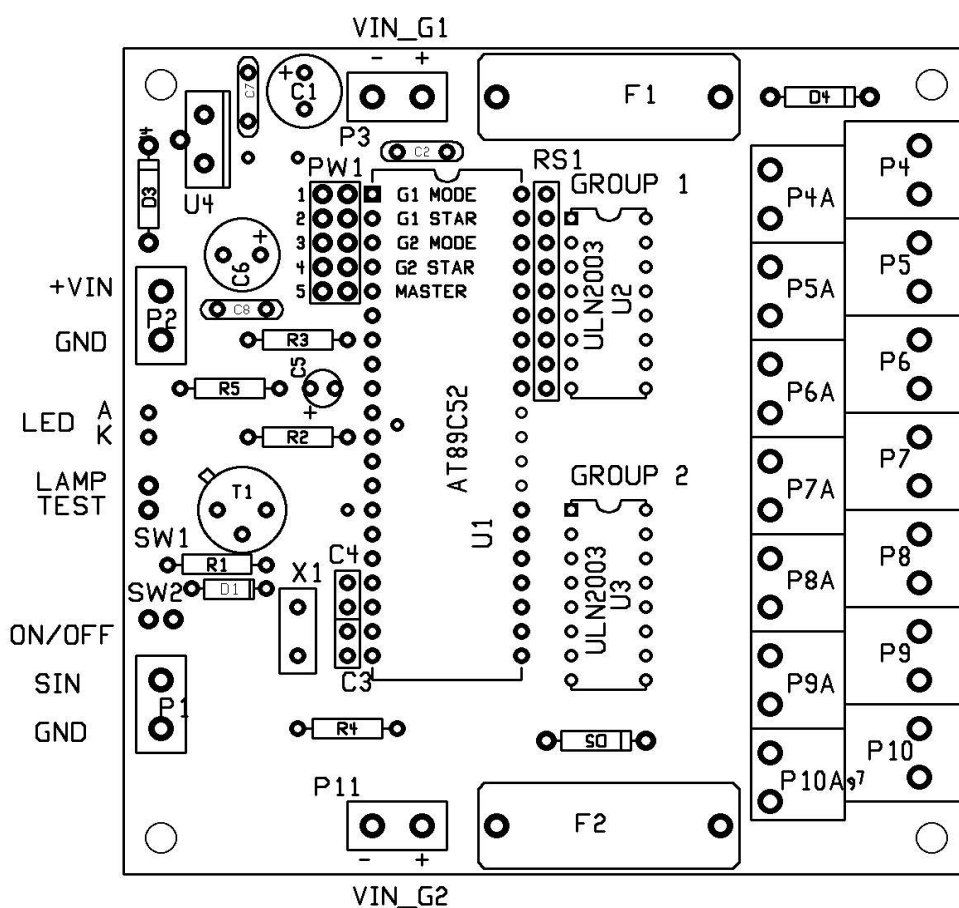 VIN_G1
- +
C7
+
C1
F1
D4
P3
D3
U4
C2
RS1
P4
PW1
GROUP 1
P4A
1 G1 MODE
2 G1 STAR
3 G2 MODE
4 G2 STAR
5 MASTER
+
C6
ULN2003
U2
P5
P5A
+VIN
P2
C8
GND
R3
P6
C5
R5
P6A
+
LED A
K
R2
AT89C52
P7
GROUP 2
LAMP
TEST
T1
P7A
SW1
U1
R1
C4
X1
ULN2003
U3
P8
P8A
D1
SW2
ON/OFF
P9
SIN
C3
P9A
P1
GND
R4
D5
P10
P11
P10A
F2
- +
VIN_G2